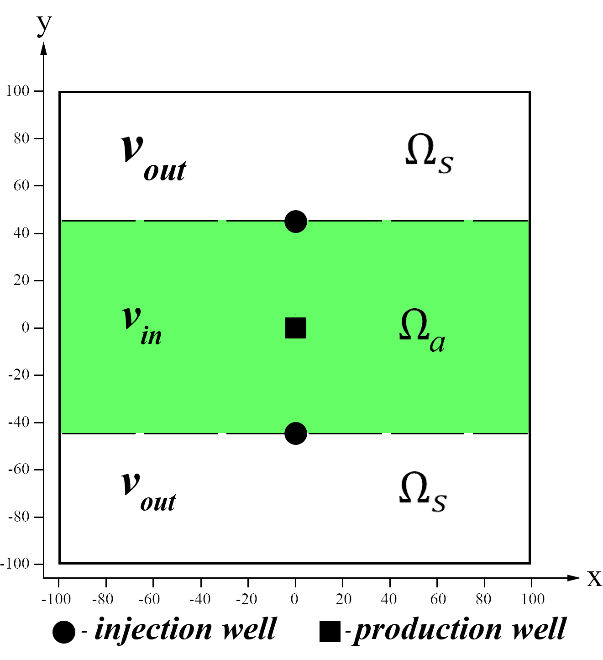 y
100
80
60
40
20
0
-20
-40
-60
-80
-100
v_out
Ω_s
v_in
Ω_a
v_out
Ω_s
x
-100 -80 -60 -40 -20 0 20 40 60 80 100
- injection well -production well